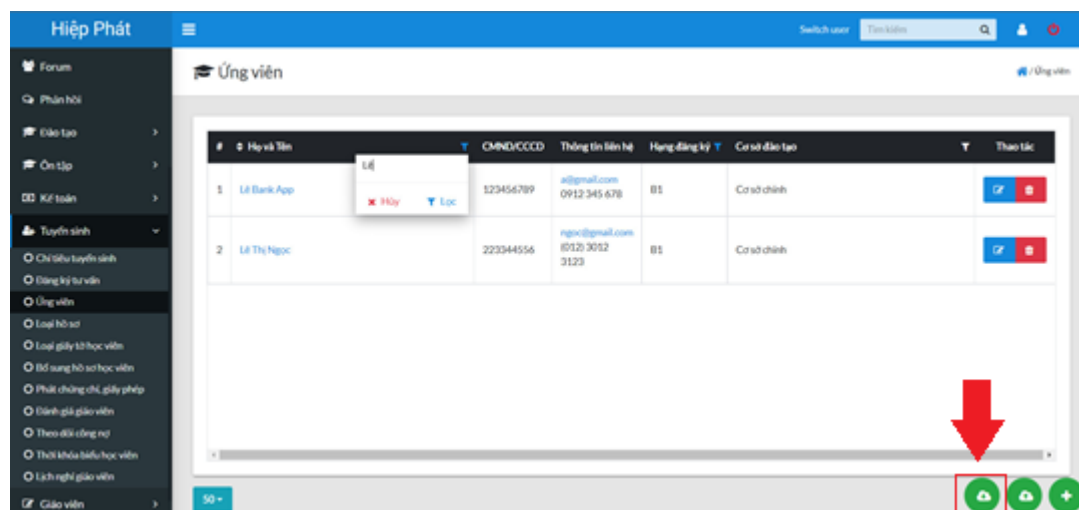 Hiệp Phát
Switch user
Tìm kiếm
Forum
Phản hồi
Đào tạo
Ôn tập
Kế toán
Tuyển sinh
Chỉ tiêu tuyển sinh
Đăng ký tư vấn
Ứng viên
Loại hồ sơ
Loại giấy tờ học viên
Bổ sung hồ sơ học viên
Phát chứng chỉ, giấy phép
Đánh giá giáo viên
Theo dõi công nợ
Thời khóa biểu học viên
Lịch nghỉ giáo viên
Giáo viên
Ứng viên
/ Ứng viên
# Họ và Tên CMND/CCCD Thông tin liên hệ Hạng đăng ký Cơ sở đào tạo Thao tác
Lê
Hủy Lọc
1 Lê Bank App 123456789 a@gmail.com B1 Cơ sở chính
0912 345 678
2 Lê Thị Ngọc 223344556 ngoc@gmail.com B1 Cơ sở chính
(012) 3012
3123
50